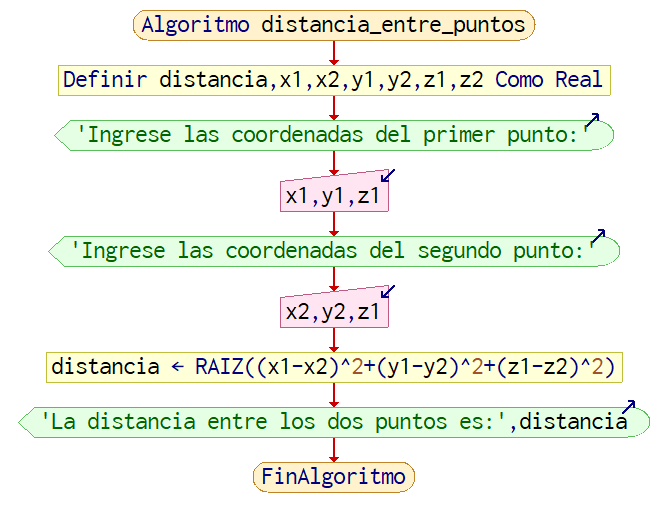 Algoritmo distancia_entre_puntos
Definir distancia,x1,x2,y1,y2,z1,z2 Como Real
'Ingrese las coordenadas del primer punto:'
x1,y1,z1
'Ingrese las coordenadas del segundo punto:'
x2,y2,z1
distancia ← RAIZ((x1-x2)^2+(y1-y2)^2+(z1-z2)^2)
'La distancia entre los dos puntos es:',distancia
FinAlgoritmo